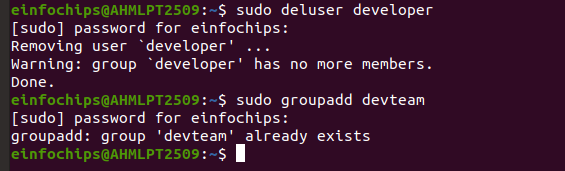 einfochips@AHMLPT2509:~$ sudo deluser developer
[sudo] password for einfochips:
Removing user `developer' ...
Warning: group `developer' has no more members.
Done.
einfochips@AHMLPT2509:~$ sudo groupadd devteam
[sudo] password for einfochips:
groupadd: group 'devteam' already exists
einfochips@AHMLPT2509:~$